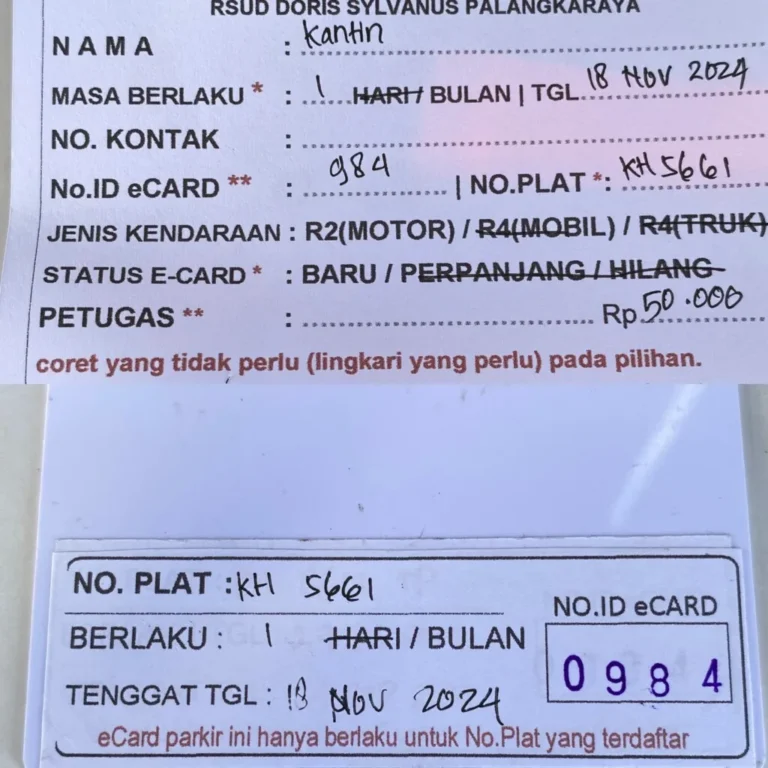 RSUD DORIS SYLVANUS PALANGKARAYA
NAMA : Kantin
MASA BERLAKU * : 1 HARI / BULAN | TGL. 18 Nov 2024
NO. KONTAK :
No.ID eCARD ** : 984 | NO.PLAT *: KH 5661
JENIS KENDARAAN : R2(MOTOR) / R4(MOBIL) / R4(TRUK)
STATUS E-CARD * : BARU / PERPANJANG / HILANG
PETUGAS ** : Rp 50.000
coret yang tidak perlu (lingkari yang perlu) pada pilihan.
NO. PLAT : KH 5661
BERLAKU : 1 HARI / BULAN
TENGGAT TGL : 18 Nov 2024
NO.ID eCARD
0984
eCard parkir ini hanya berlaku untuk No.Plat yang terdaftar